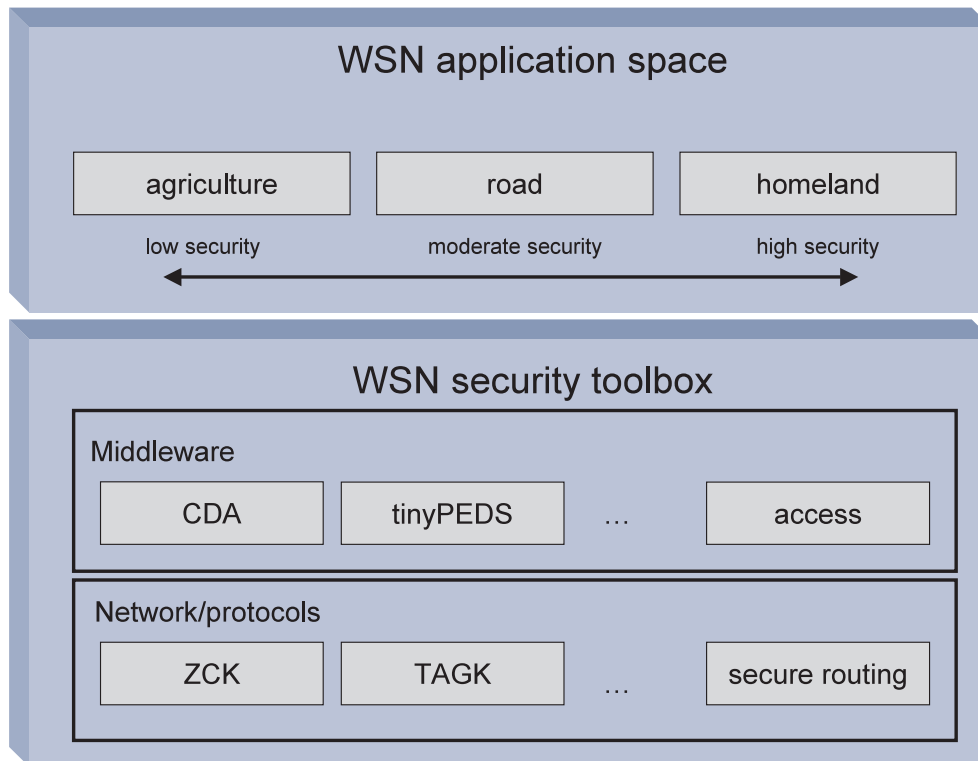 WSN application space
agriculture
road
homeland
low security
moderate security
high security
WSN security toolbox
Middleware
CDA
tinyPEDS
...
access
Network/protocols
ZCK
TAGK
...
secure routing